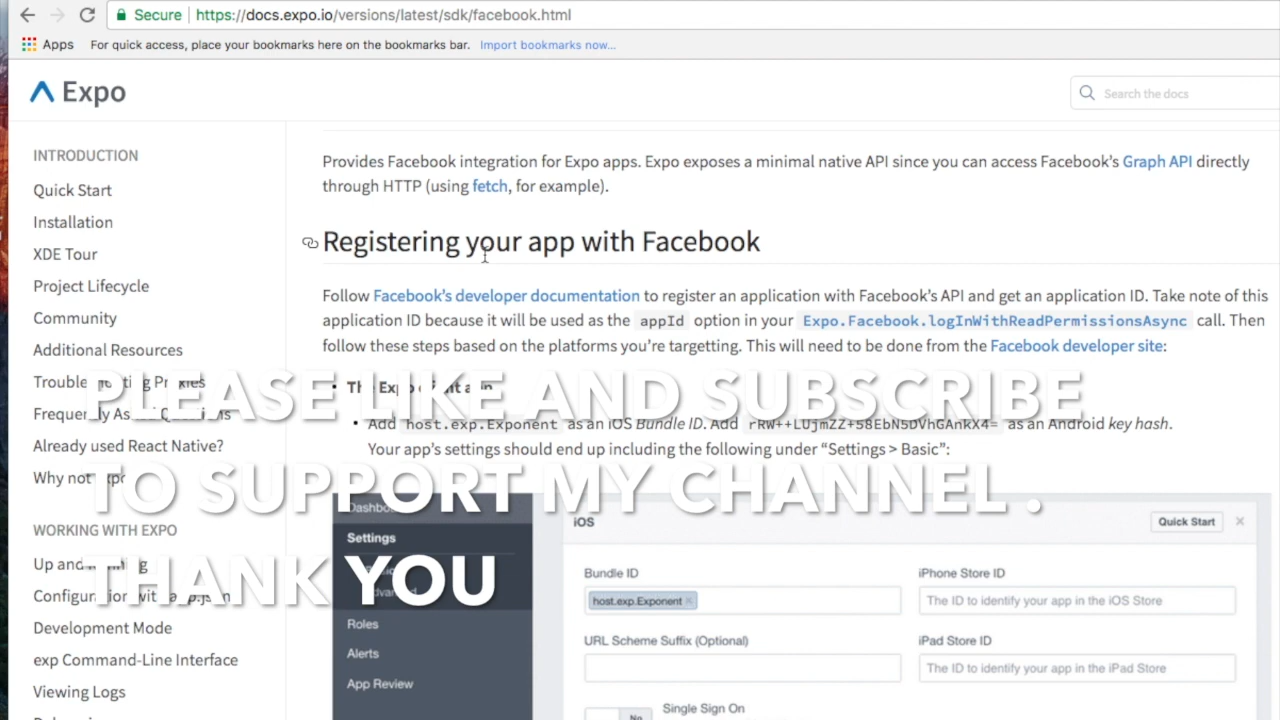 Secure https://docs.expo.io/versions/latest/sdk/facebook.html
Apps For quick access, place your bookmarks here on the bookmarks bar. Import bookmarks now...
Expo
Search the docs
INTRODUCTION
Quick Start
Installation
XDE Tour
Project Lifecycle
Community
Additional Resources
Already used React Native?
WORKING WITH EXPO
Development Mode
exp Command-Line Interface
Viewing Logs
Provides Facebook integration for Expo apps. Expo exposes a minimal native API since you can access Facebook's Graph API directly
through HTTP (using fetch, for example).
Registering your app with Facebook
Follow Facebook's developer documentation to register an application with Facebook's API and get an application ID. Take note of this
application ID because it will be used as the appId option in your Expo.Facebook.logInWithReadPermissionsAsync call. Then
follow these steps based on the platforms you're targetting. This will need to be done from the Facebook developer site:
• The Expo client app
• Add host.exp.Exponent as an iOS Bundle ID. Add as an Android key hash.
Your app's settings should end up including the following under “Settings > Basic”:
PLEASE LIKE AND SUBSCRIBE
TO SUPPORT MY CHANNEL .
THANK YOU
Settings
Roles
Alerts
App Review
iOS
Quick Start
Bundle ID
iPhone Store ID
host.exp.Exponent
The ID to identify your app in the iOS Store
URL Scheme Suffix (Optional)
iPad Store ID
The ID to identify your app in the iPad Store
Single Sign On
No